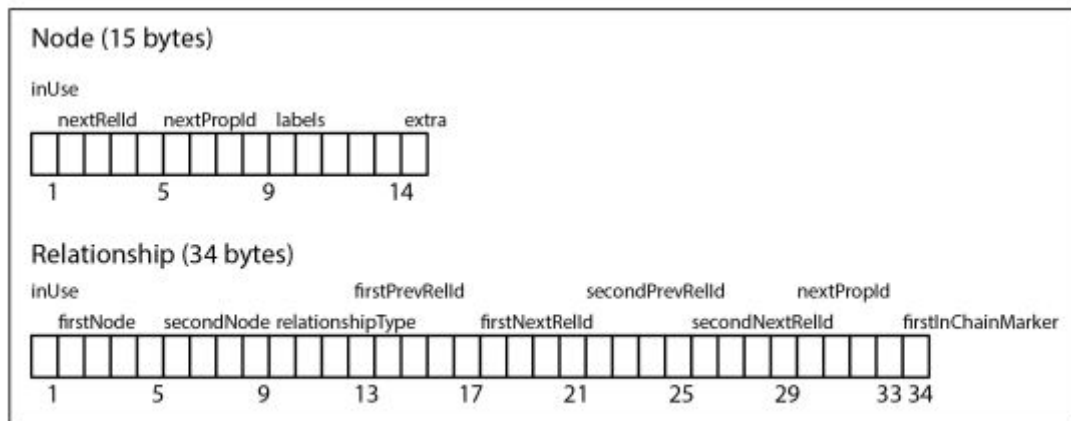 Node (15 bytes)
inUse
nextRelId nextPropId labels extra
1 5 9 14
Relationship (34 bytes)
inUse firstPrevRelId secondPrevRelId nextPropId
firstNode secondNode relationshipType firstNextRelId secondNextRelId firstInChainMarker
1 5 9 13 17 21 25 29 33 34